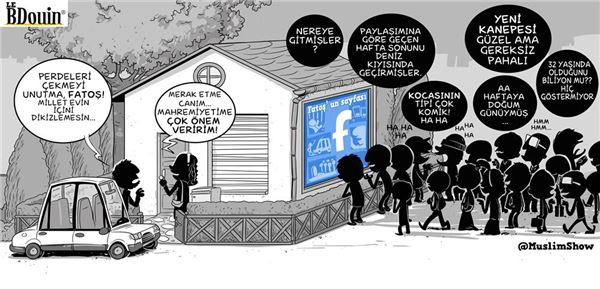 LE
BDouin®
PERDELERİ
ÇEKMEYİ
UNUTMA, FATOŞ!
MİLLET EVİN
İÇİNİ
DİKİZLEMESİN...
MERAK ETME
CANIM...
MAHREMİYETİME
ÇOK ÖNEM
VERİRİM!
Fatoş'un sayfası
f
NEREYE
GİTMİŞLER
?
PAYLAŞIMINA
GÖRE GEÇEN
HAFTA SONUNU
DENİZ
KIYISINDA
GEÇİRMİŞLER.
HA HA
HA
KOCASININ
TİPİ ÇOK
KOMİK!
HA HA
HA
HA
YENİ
KANEPESİ
GÜZEL AMA
GEREKSİZ
PAHALI
AA
HAFTAYA
DOĞUM
GÜNÜYMÜŞ
...
32 YAŞINDA
OLDUĞUNU
BİLİYON MU??
HİÇ
GÖSTERMİYOR
HMM
HMM...
@MuslimShow